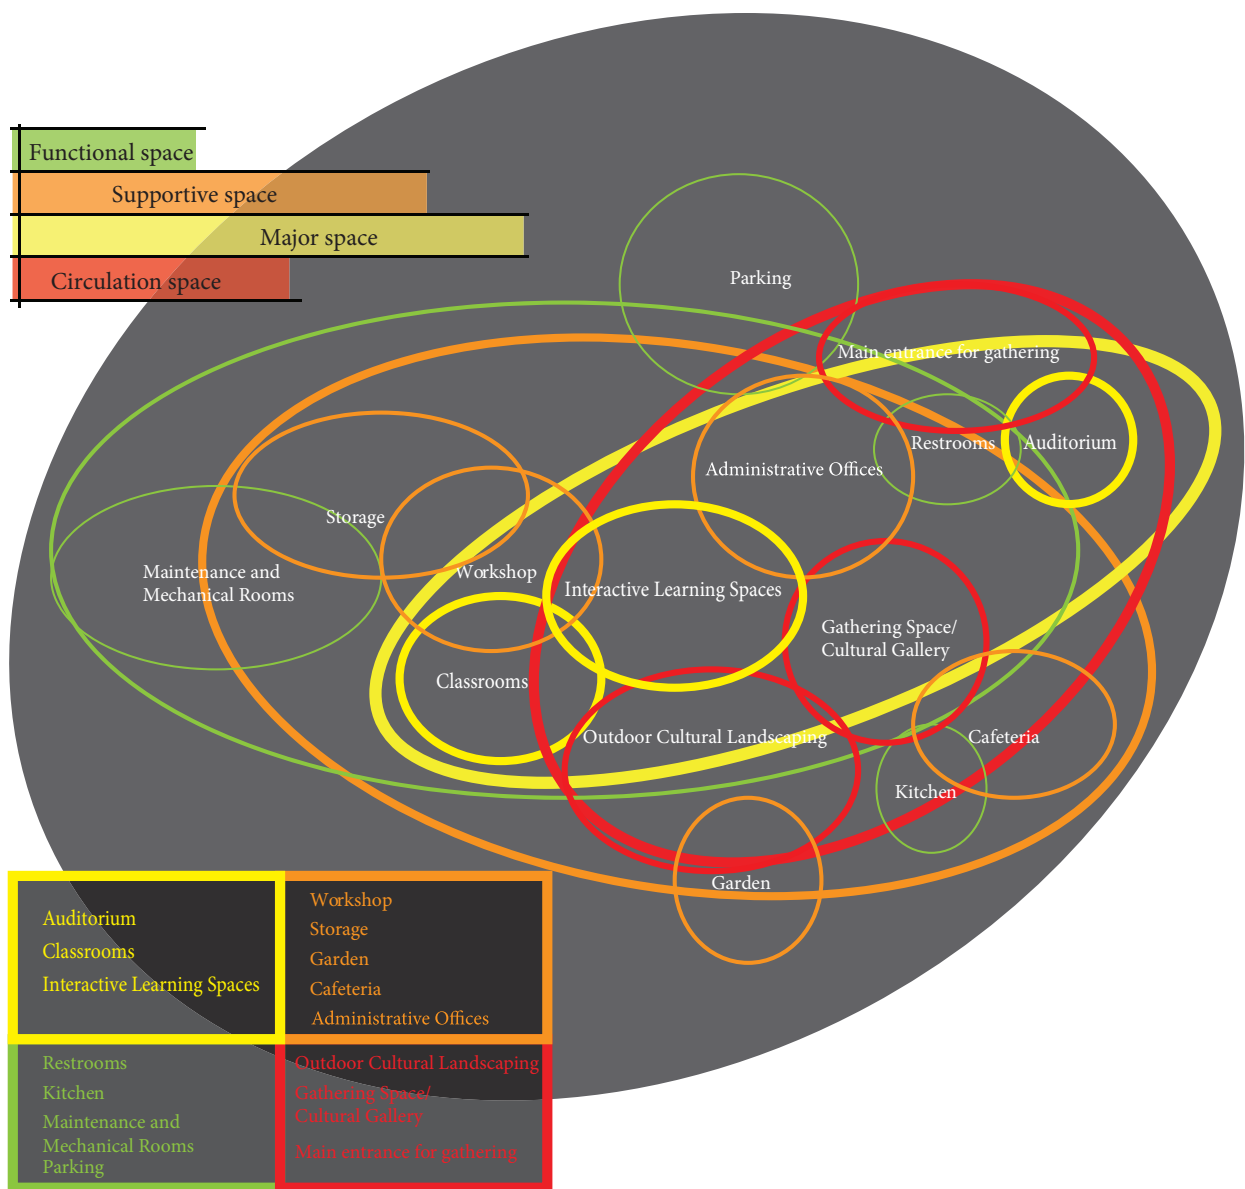 Functional space
Supportive space
Major space
Circulation space
Parking
Main entrance for gathering
Restrooms
Auditorium
Administrative Offices
Storage
Maintenance and
Mechanical Rooms
Workshop
Interactive Learning Spaces
Gathering Space/
Cultural Gallery
Classrooms
Outdoor Cultural Landscaping
Cafeteria
Kitchen
Garden
Auditorium
Classrooms
Interactive Learning Spaces
Workshop
Storage
Garden
Cafeteria
Administrative Offices
Restrooms
Kitchen
Maintenance and
Mechanical Rooms
Parking
Outdoor Cultural Landscaping
Gathering Space/
Cultural Gallery
Main entrance for gathering